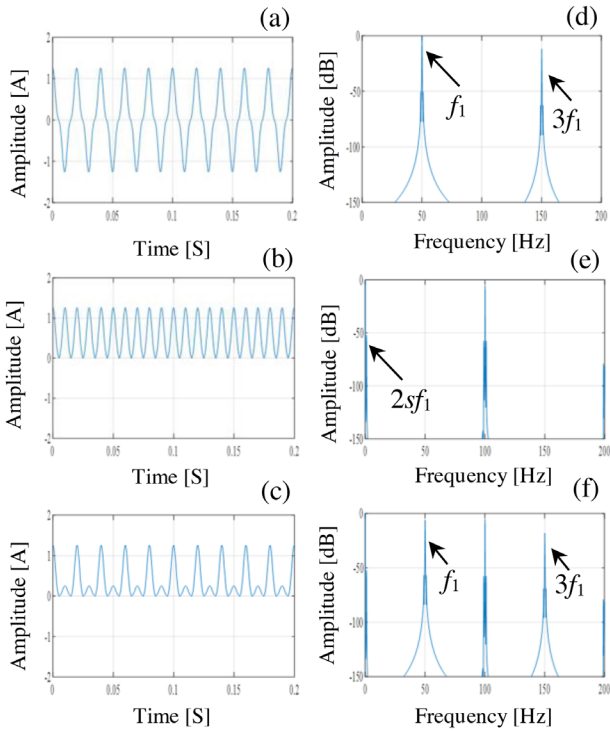 (a)
Amplitude [A]
2
1
0
-1
-2
0
0.05
0.1
0.15
0.2
Time [S]
(d)
Amplitude [dB]
0
-50
-100
-150
0
50
100
150
200
f1
3f1
Frequency [Hz]
(b)
Amplitude [A]
2
1
0
-1
-2
0
0.05
0.1
0.15
0.2
Time [S]
(e)
Amplitude [dB]
0
-50
-100
-150
0
50
100
150
200
2sf1
Frequency [Hz]
(c)
Amplitude [A]
2
1
0
-1
-2
0
0.05
0.1
0.15
0.2
Time [S]
(f)
Amplitude [dB]
0
-50
-100
-150
0
50
100
150
200
f1
3f1
Frequency [Hz]